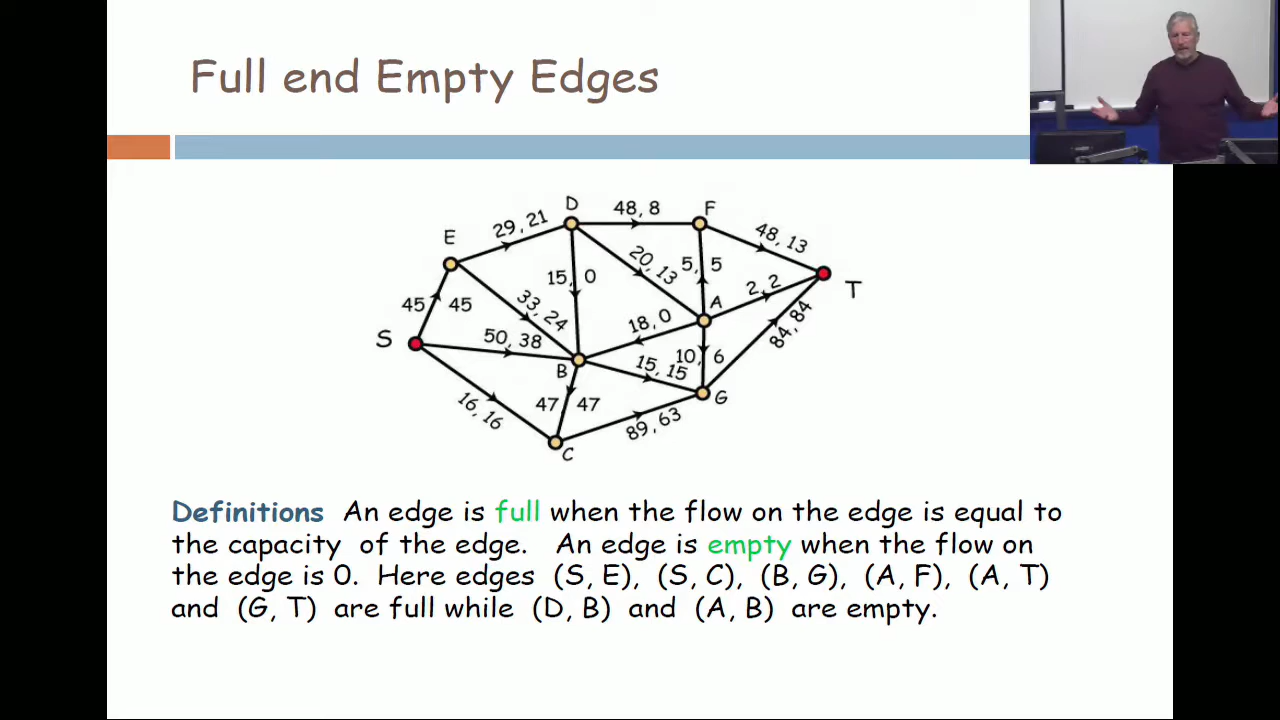 Full end Empty Edges
D
48, 8
F
29, 21
48, 13
E
20, 13
5, 5
15, 0
T
33, 24
2, 2
A
45 45
18, 0
84, 84
S
50, 38
10, 6
15, 15
B
G
16, 16
47 47
89, 63
C
Definitions An edge is full when the flow on the edge is equal to
the capacity of the edge. An edge is empty when the flow on
the edge is 0. Here edges (S, E), (S, C), (B, G), (A, F), (A, T)
and (G, T) are full while (D, B) and (A, B) are empty.